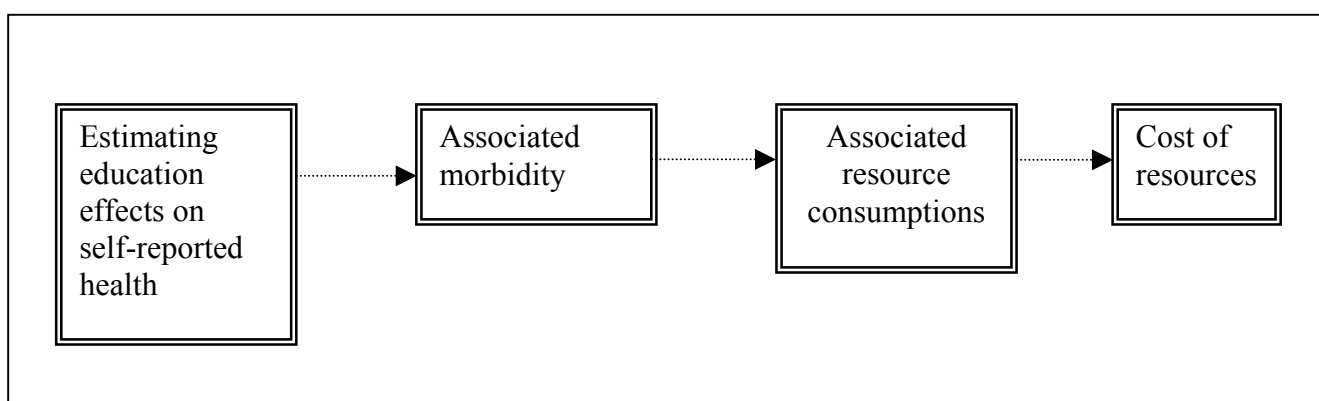 Estimating
education
effects on
self-reported
health
Associated
morbidity
Associated
resource
consumptions
Cost of
resources